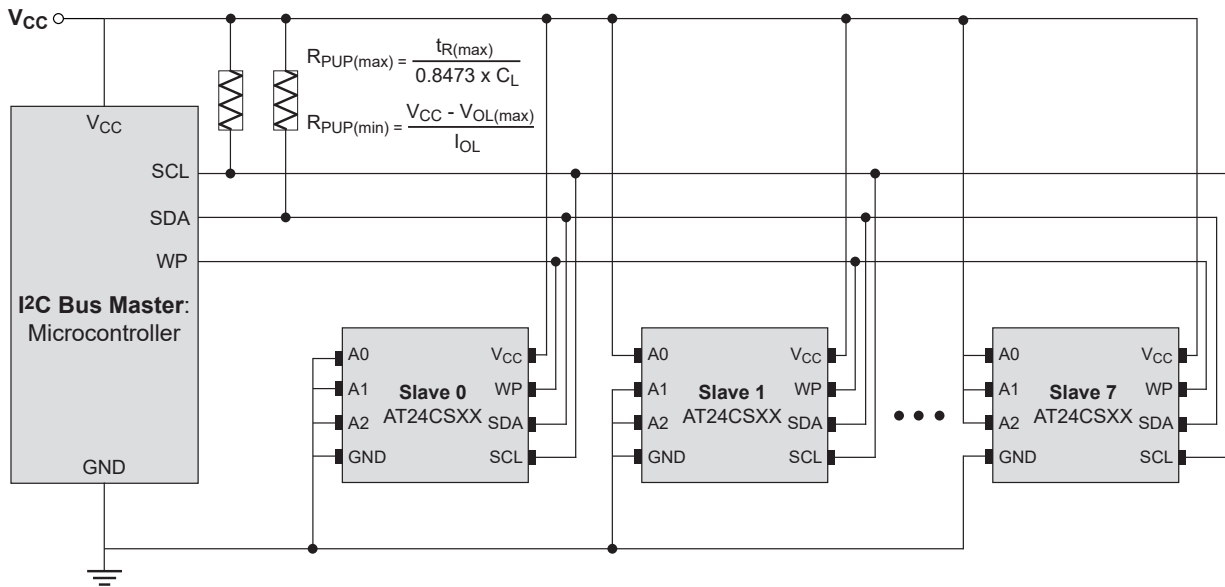 VCC
RPUP(max) = tR(max)
0.8473 x CL
RPUP(min) = VCC - VOL(max)
IOL
VCC
SCL
SDA
WP
I2C Bus Master:
Microcontroller
GND
A0
A1
A2
GND
Slave 0
AT24CSXX
VCC
WP
SDA
SCL
A0
A1
A2
GND
Slave 1
AT24CSXX
VCC
WP
SDA
SCL
A0
A1
A2
GND
Slave 7
AT24CSXX
VCC
WP
SDA
SCL